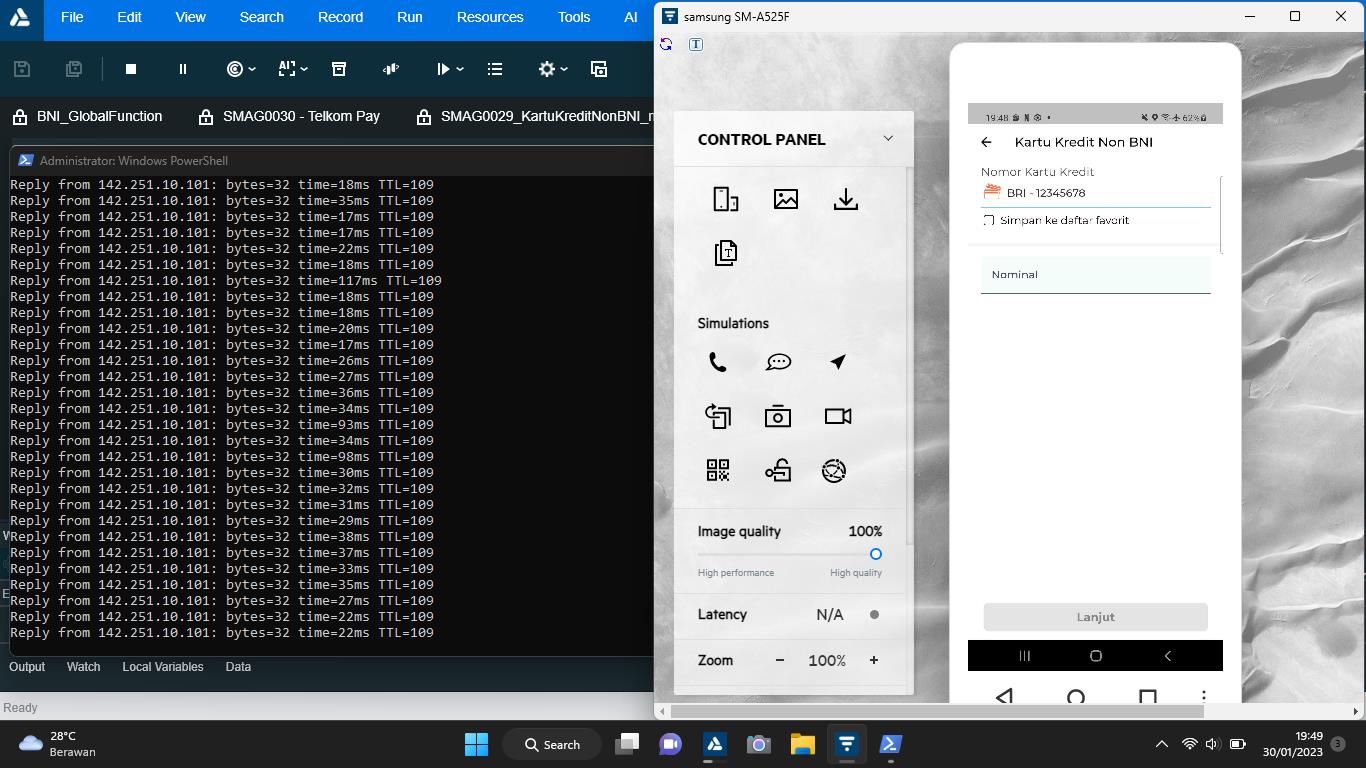 File Edit View Search Record Run Resources Tools AI
BNI_GlobalFunction SMAG0030 - Telkom Pay SMAG0029_KartuKreditNonBNI_
Administrator: Windows PowerShell
Reply from 142.251.10.101: bytes=32 time=18ms TTL=109
Reply from 142.251.10.101: bytes=32 time=35ms TTL=109
Reply from 142.251.10.101: bytes=32 time=17ms TTL=109
Reply from 142.251.10.101: bytes=32 time=17ms TTL=109
Reply from 142.251.10.101: bytes=32 time=22ms TTL=109
Reply from 142.251.10.101: bytes=32 time=18ms TTL=109
Reply from 142.251.10.101: bytes=32 time=117ms TTL=109
Reply from 142.251.10.101: bytes=32 time=18ms TTL=109
Reply from 142.251.10.101: bytes=32 time=18ms TTL=109
Reply from 142.251.10.101: bytes=32 time=20ms TTL=109
Reply from 142.251.10.101: bytes=32 time=17ms TTL=109
Reply from 142.251.10.101: bytes=32 time=26ms TTL=109
Reply from 142.251.10.101: bytes=32 time=27ms TTL=109
Reply from 142.251.10.101: bytes=32 time=36ms TTL=109
Reply from 142.251.10.101: bytes=32 time=34ms TTL=109
Reply from 142.251.10.101: bytes=32 time=93ms TTL=109
Reply from 142.251.10.101: bytes=32 time=34ms TTL=109
Reply from 142.251.10.101: bytes=32 time=98ms TTL=109
Reply from 142.251.10.101: bytes=32 time=30ms TTL=109
Reply from 142.251.10.101: bytes=32 time=32ms TTL=109
Reply from 142.251.10.101: bytes=32 time=31ms TTL=109
Reply from 142.251.10.101: bytes=32 time=29ms TTL=109
Reply from 142.251.10.101: bytes=32 time=38ms TTL=109
Reply from 142.251.10.101: bytes=32 time=37ms TTL=109
Reply from 142.251.10.101: bytes=32 time=33ms TTL=109
Reply from 142.251.10.101: bytes=32 time=35ms TTL=109
Reply from 142.251.10.101: bytes=32 time=27ms TTL=109
Reply from 142.251.10.101: bytes=32 time=22ms TTL=109
Reply from 142.251.10.101: bytes=32 time=22ms TTL=109
Output Watch Local Variables Data
Ready
samsung SM-A525F
CONTROL PANEL
Simulations
Image quality 100%
High performance High quality
Latency N/A
Zoom - 100% +
19:48 62%
Kartu Kredit Non BNI
Nomor Kartu Kredit
BRI - 12345678
Simpan ke daftar favorit
Nominal
Lanjut
28°C
Berawan
Search
19:49
30/01/2023
3